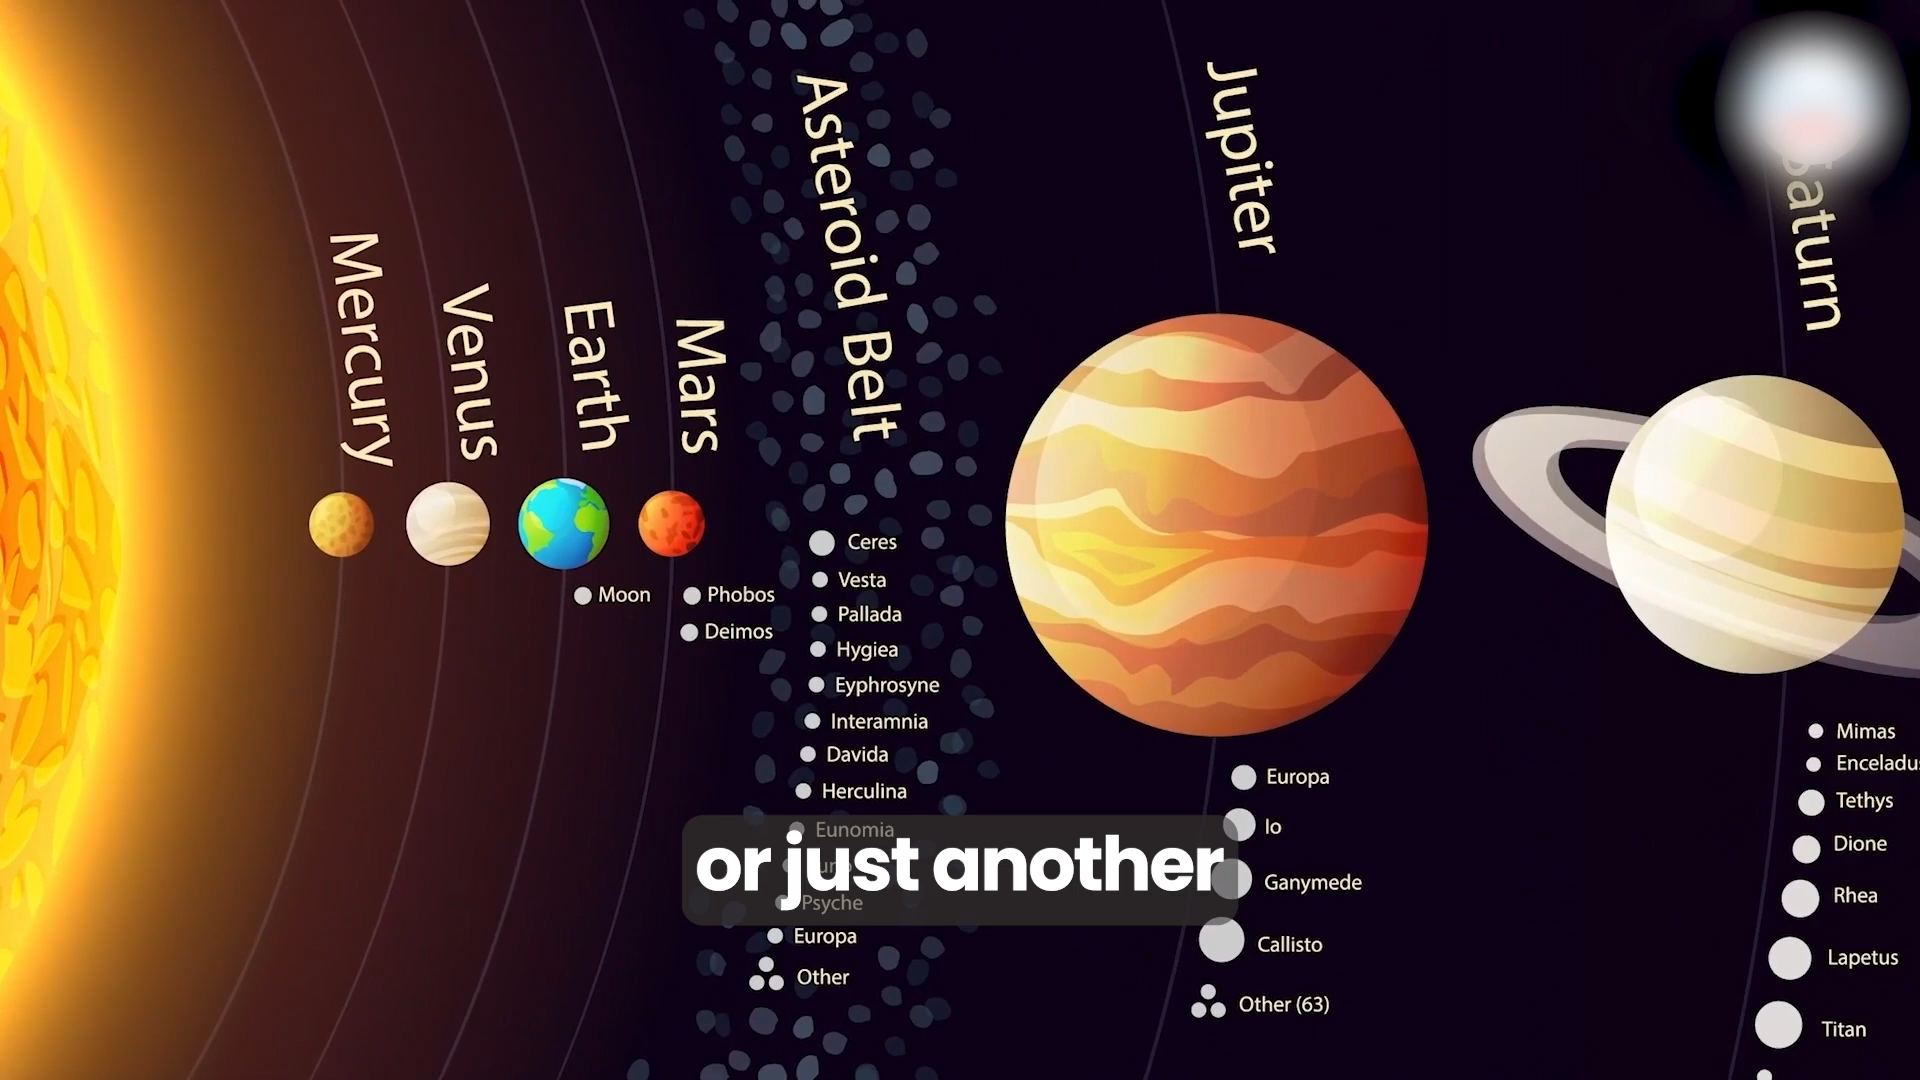 Mercury
Venus
Earth
Mars
Asteroid Belt
Jupiter
Saturn
Moon
Phobos
Deimos
Ceres
Vesta
Pallada
Hygiea
Eyphrosyne
Interamnia
Davida
Herculina
Eunomia
Psyche
Europa
Other
or just another
Europa
Io
Ganymede
Callisto
Other (63)
Mimas
Enceladus
Tethys
Dione
Rhea
Lapetus
Titan